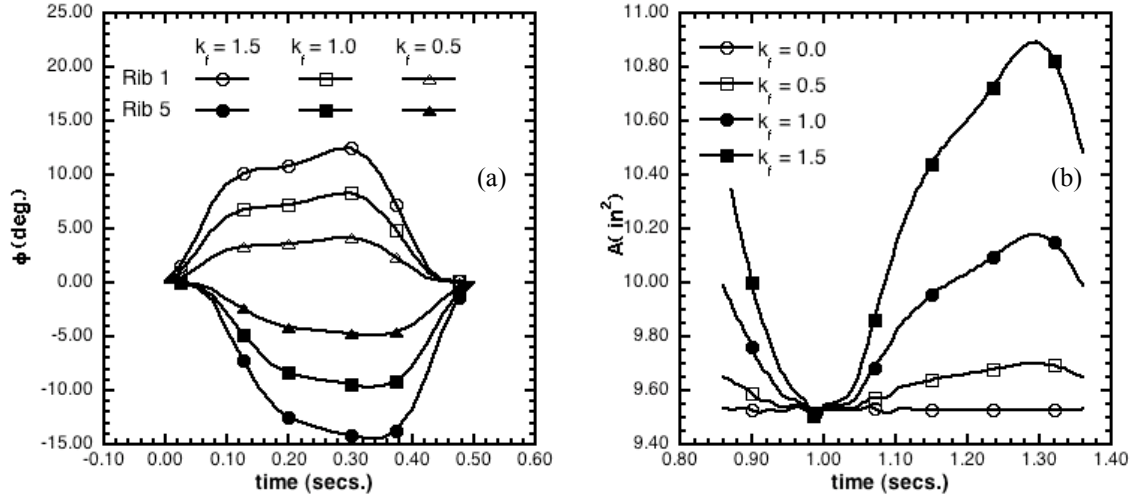 25.00
20.00
15.00
10.00
5.00
0.00
-5.00
-10.00
-15.00
ϕ (deg.)
k_f = 1.5 k_f = 1.0 k_f = 0.5
Rib 1
Rib 5
(a)
-0.10 0.00 0.10 0.20 0.30 0.40 0.50 0.60
time (secs.)
11.00
10.80
10.60
10.40
10.20
10.00
9.80
9.60
9.40
A( in²)
k_f = 0.0
k_f = 0.5
k_f = 1.0
k_f = 1.5
(b)
0.80 0.90 1.00 1.10 1.20 1.30 1.40
time (secs.)